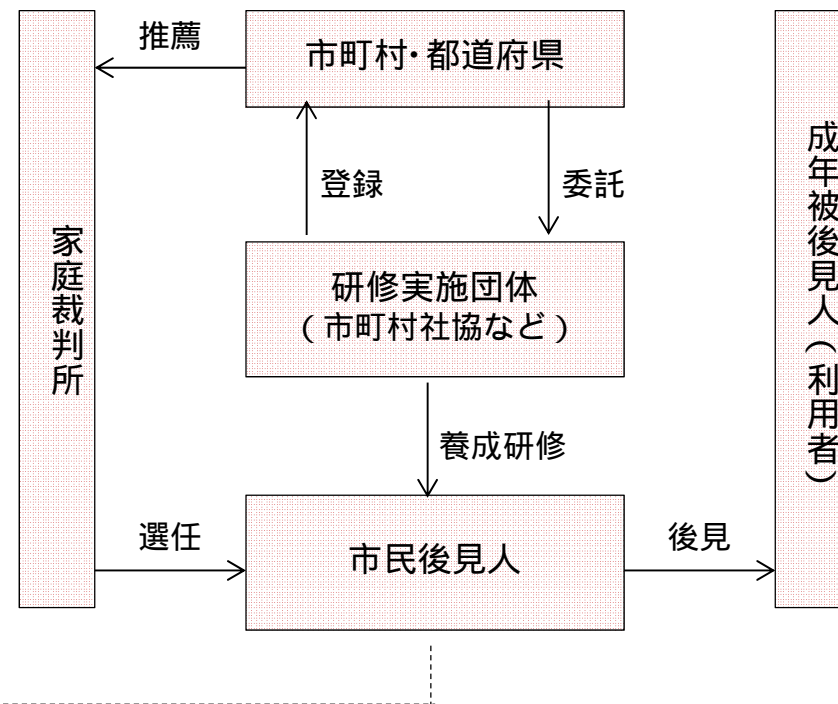 推薦
市町村・都道府県
登録
委託
家庭裁判所
研修実施団体
（市町村社協など）
養成研修
選任
市民後見人
後見
成年被後見人（利用者）